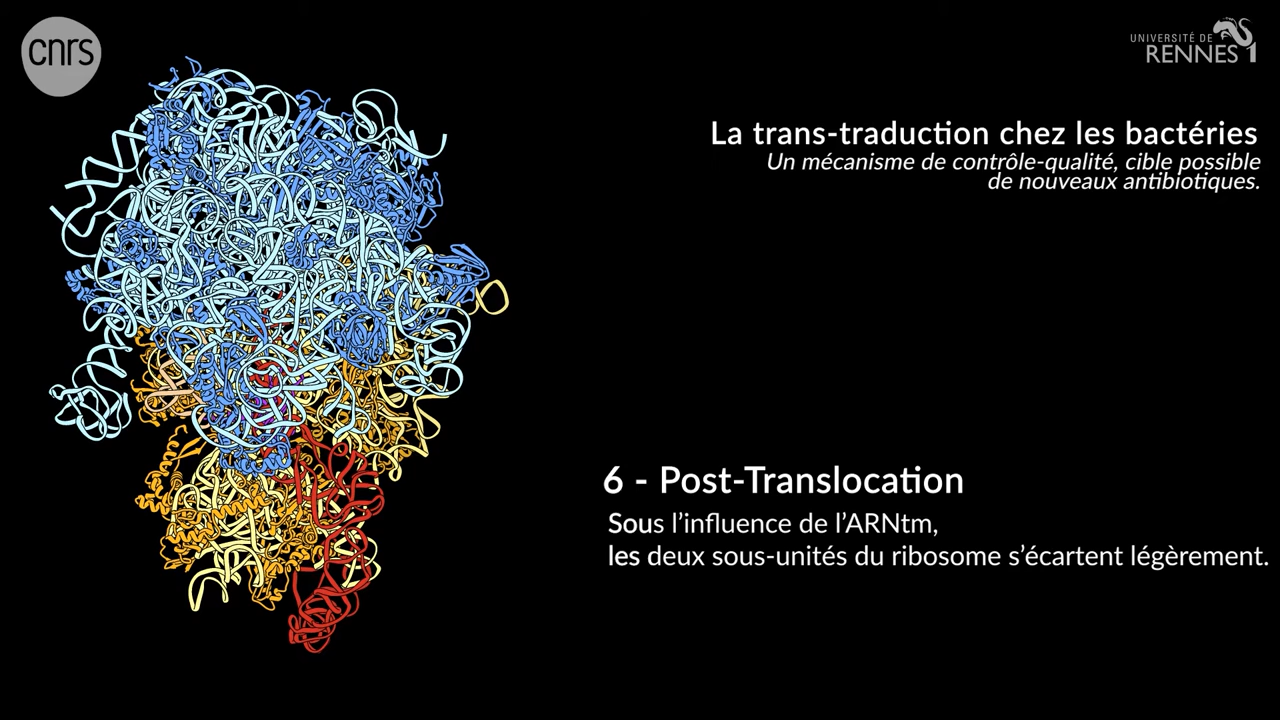 cnrs
UNIVERSITÉ DE
RENNES 1
La trans-traduction chez les bactéries
Un mécanisme de contrôle-qualité, cible possible
de nouveaux antibiotiques.
6 - Post-Translocation
Sous l’influence de l’ARNtm,
les deux sous-unités du ribosome s’écartent légèrement.